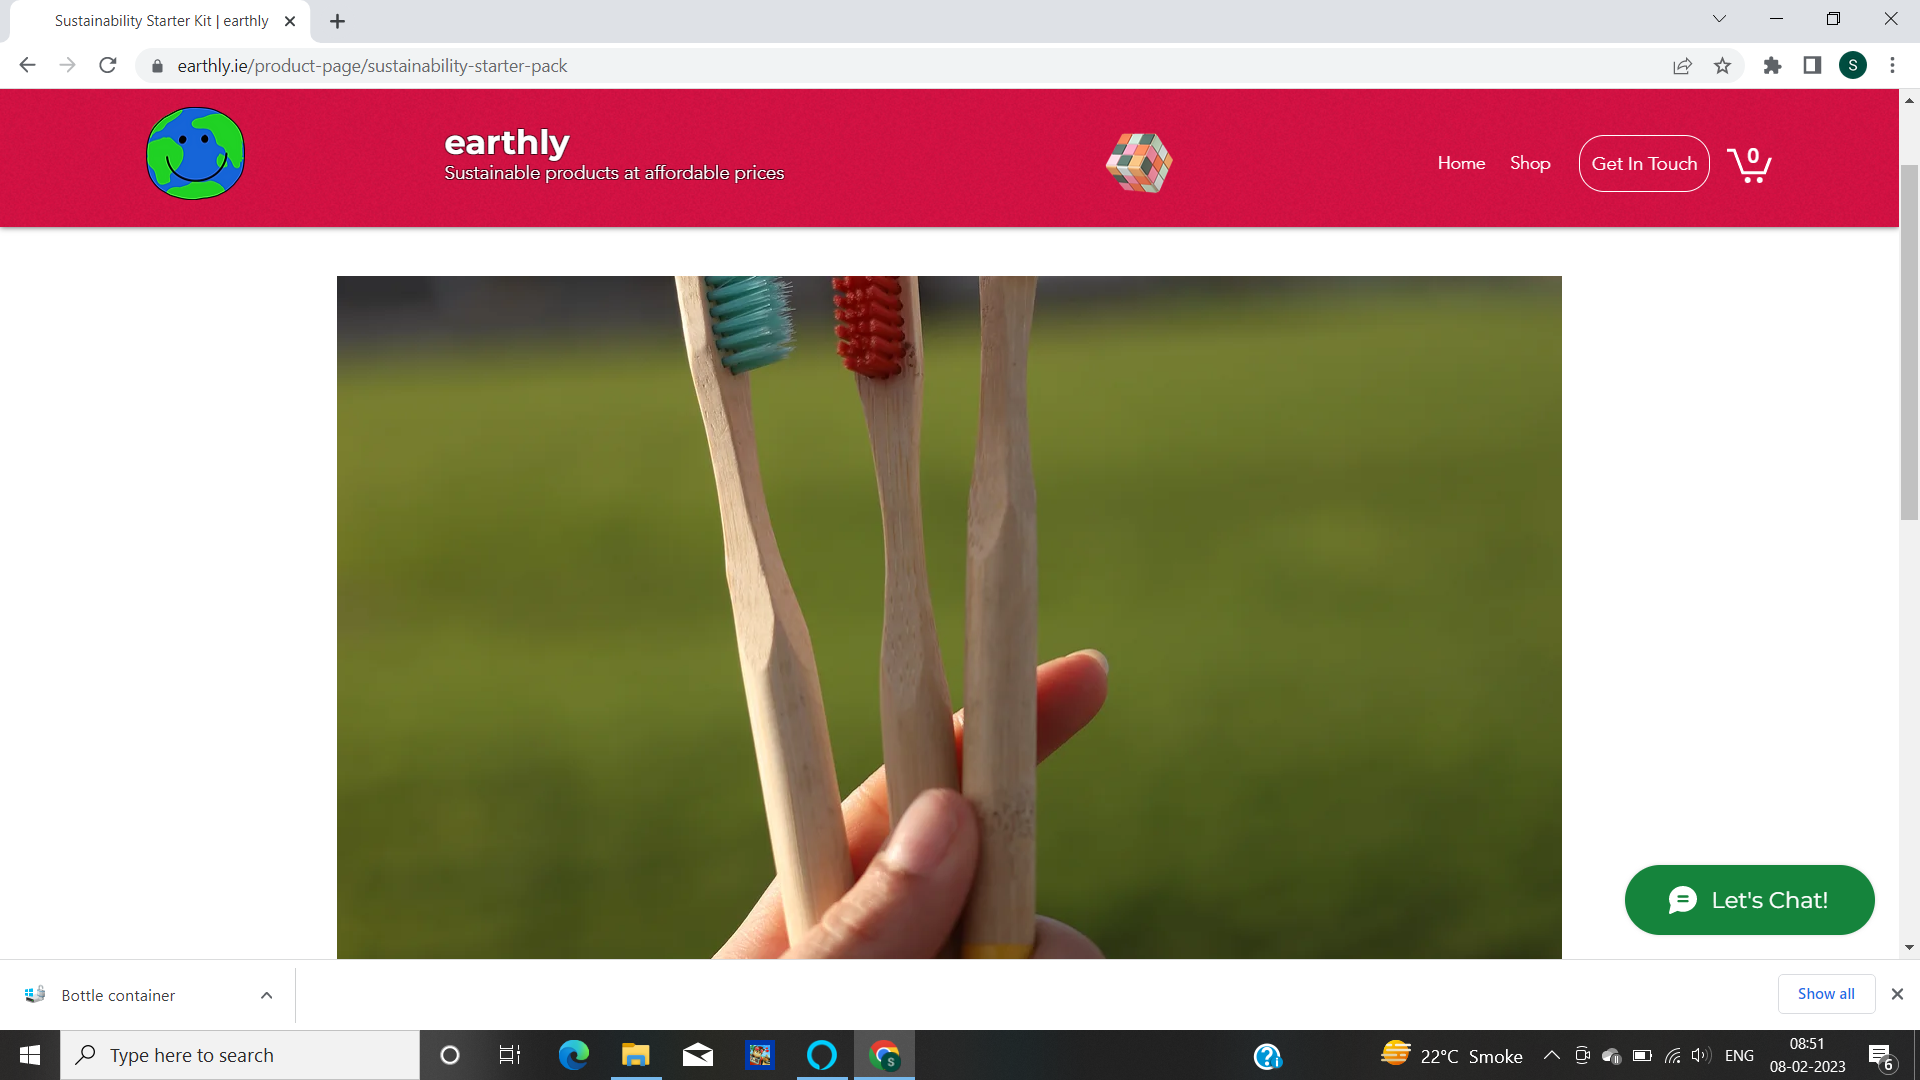 Sustainability Starter Kit | earthly
earthly.ie/product-page/sustainability-starter-pack
S
earthly
Sustainable products at affordable prices
Home
Shop
Get In Touch
0
Let's Chat!
Bottle container
Show all
Type here to search
S
22°C Smoke
ENG
08:51
08-02-2023
6